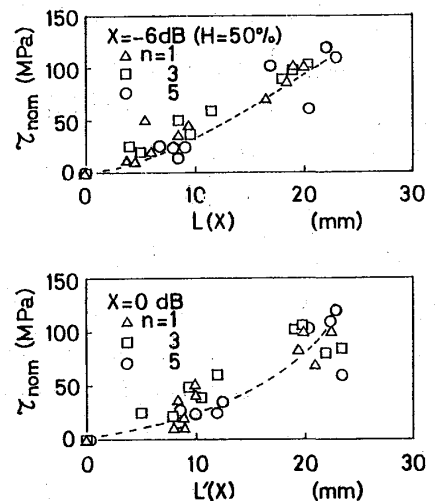 τnom (MPa)
150
100
50
0
X=-6dB (H=50%)
△ n=1
□ 3
○ 5
0 10 20 30
L(X) (mm)
τnom (MPa)
150
100
50
0
X=0 dB
△ n=1
□ 3
○ 5
0 10 20 30
L'(X) (mm)